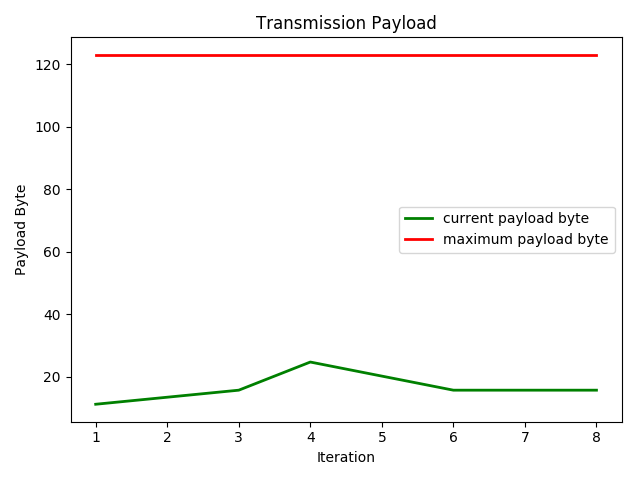 Transmission Payload
120
100
80
60
40
20
Payload Byte
current payload byte
maximum payload byte
1 2 3 4 5 6 7 8
Iteration